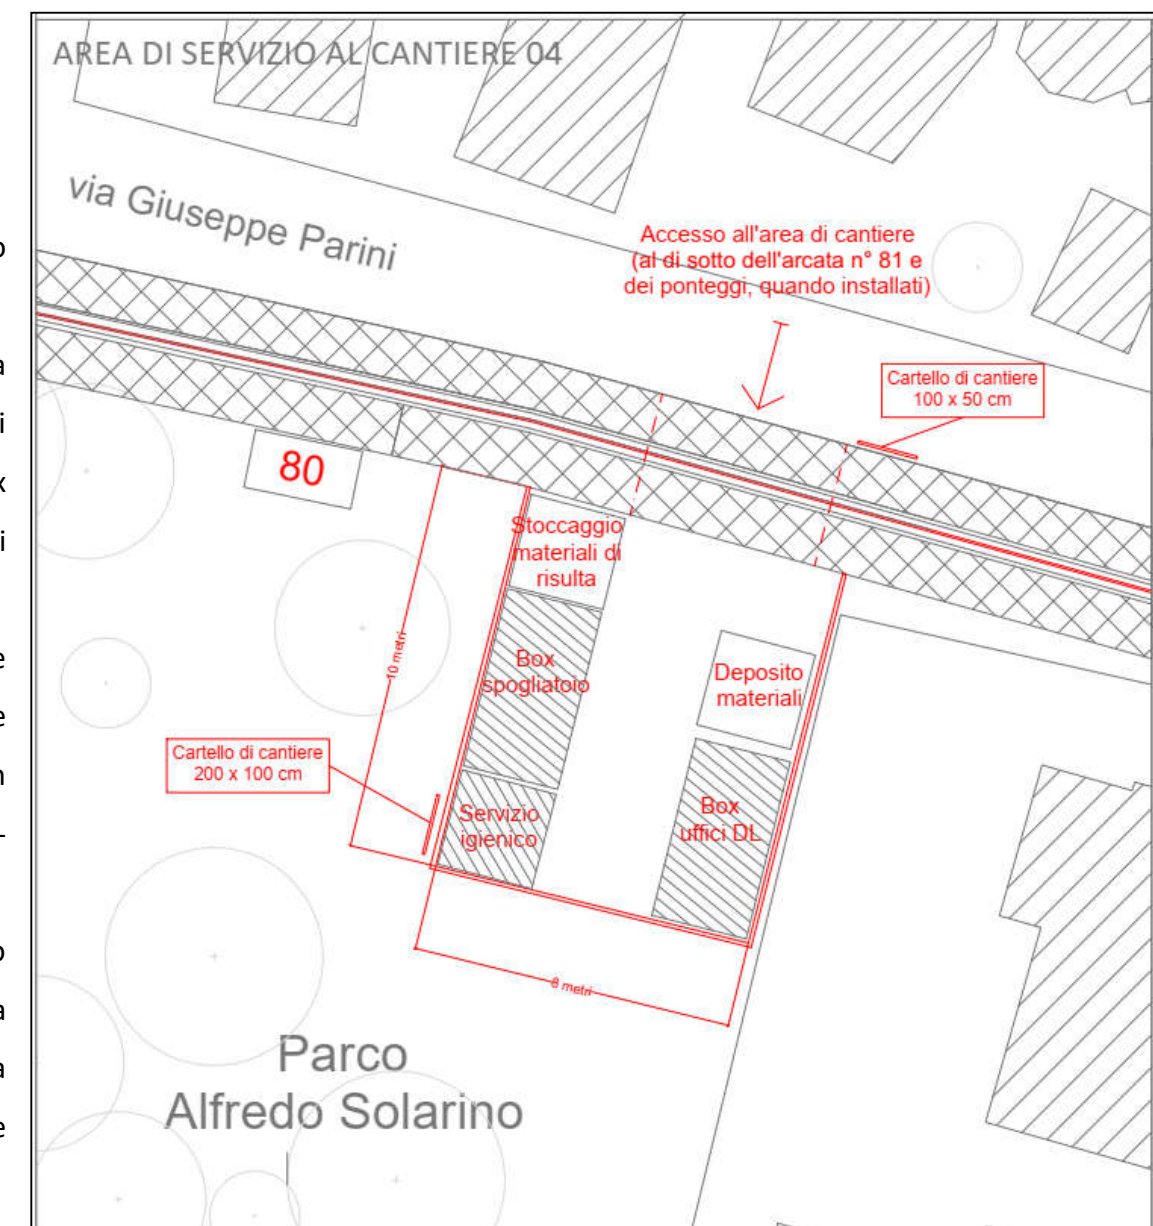 AREA DI SERVIZIO AL CANTIERE 04
via Giuseppe Parini
Accesso all'area di cantiere
(al di sotto dell'arcata n° 81 e
dei ponteggi, quando installati)
Cartello di cantiere
100 x 50 cm
80
Stoccaggio
materiali di
risulta
10 metri
Box
spogliatoio
Deposito
materiali
Cartello di cantiere
200 x 100 cm
Servizio
igienico
Box
uffici DL
8 metri
Parco
Alfredo Solarino